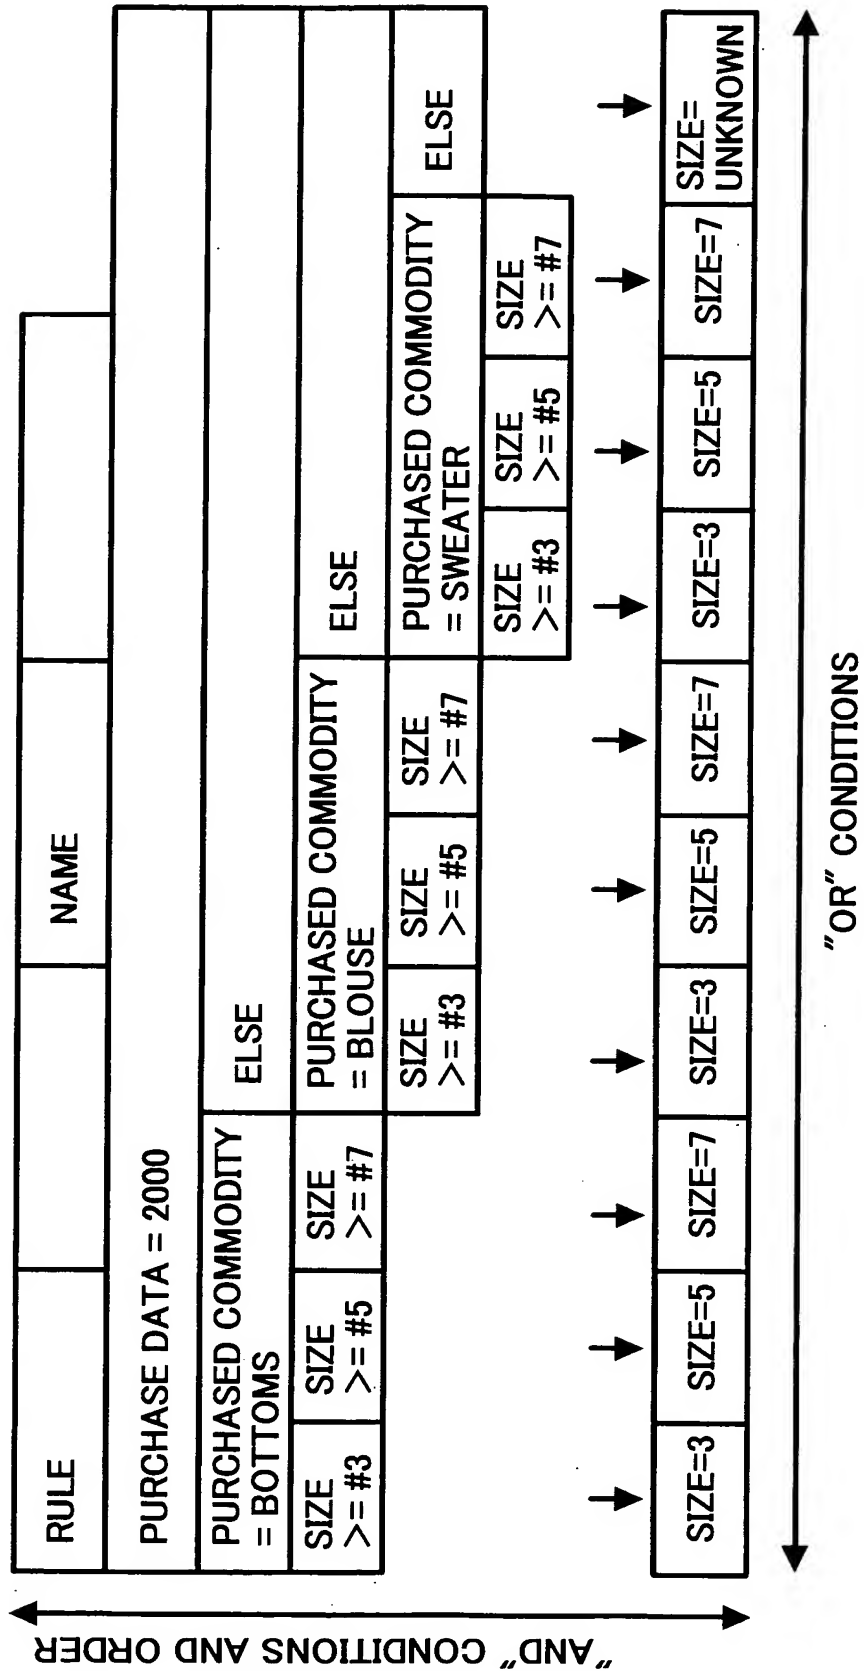 RULE
NAME
PURCHASE DATA = 2000
PURCHASED COMMODITY
= BOTTOMS
ELSE
SIZE
>= #3
SIZE
>= #5
SIZE
>= #7
PURCHASED COMMODITY
= BLOUSE
ELSE
SIZE
>= #3
SIZE
>= #5
SIZE
>= #7
PURCHASED COMMODITY
= SWEATER
ELSE
SIZE
>= #3
SIZE
>= #5
SIZE
>= #7
SIZE=3
SIZE=5
SIZE=7
SIZE=3
SIZE=5
SIZE=7
SIZE=3
SIZE=5
SIZE=7
SIZE=
UNKNOWN
"OR" CONDITIONS
"AND" CONDITIONS AND ORDER